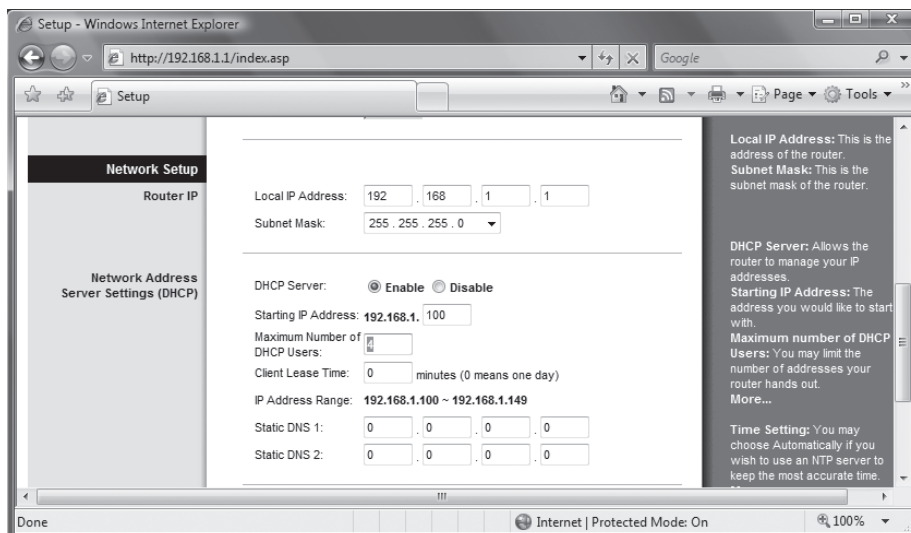 Setup - Windows Internet Explorer
http://192.168.1.1/index.asp
Google
Setup
Page
Tools
Network Setup
Router IP
Local IP Address: 192 . 168 . 1 . 1
Subnet Mask: 255 . 255 . 255 . 0
Network Address
Server Settings (DHCP)
DHCP Server: Enable Disable
Starting IP Address: 192.168.1. 100
Maximum Number of
DHCP Users: 4
Client Lease Time: 0 minutes (0 means one day)
IP Address Range: 192.168.1.100 ~ 192.168.1.149
Static DNS 1: 0 . 0 . 0 . 0
Static DNS 2: 0 . 0 . 0 . 0
Local IP Address: This is the
address of the router.
Subnet Mask: This is the
subnet mask of the router.
DHCP Server: Allows the
router to manage your IP
addresses.
Starting IP Address: The
address you would like to start
with.
Maximum number of DHCP
Users: You may limit the
number of addresses your
router hands out.
More...
Time Setting: You may
choose Automatically if you
wish to use an NTP server to
keep the most accurate time.
Done
Internet | Protected Mode: On
100%